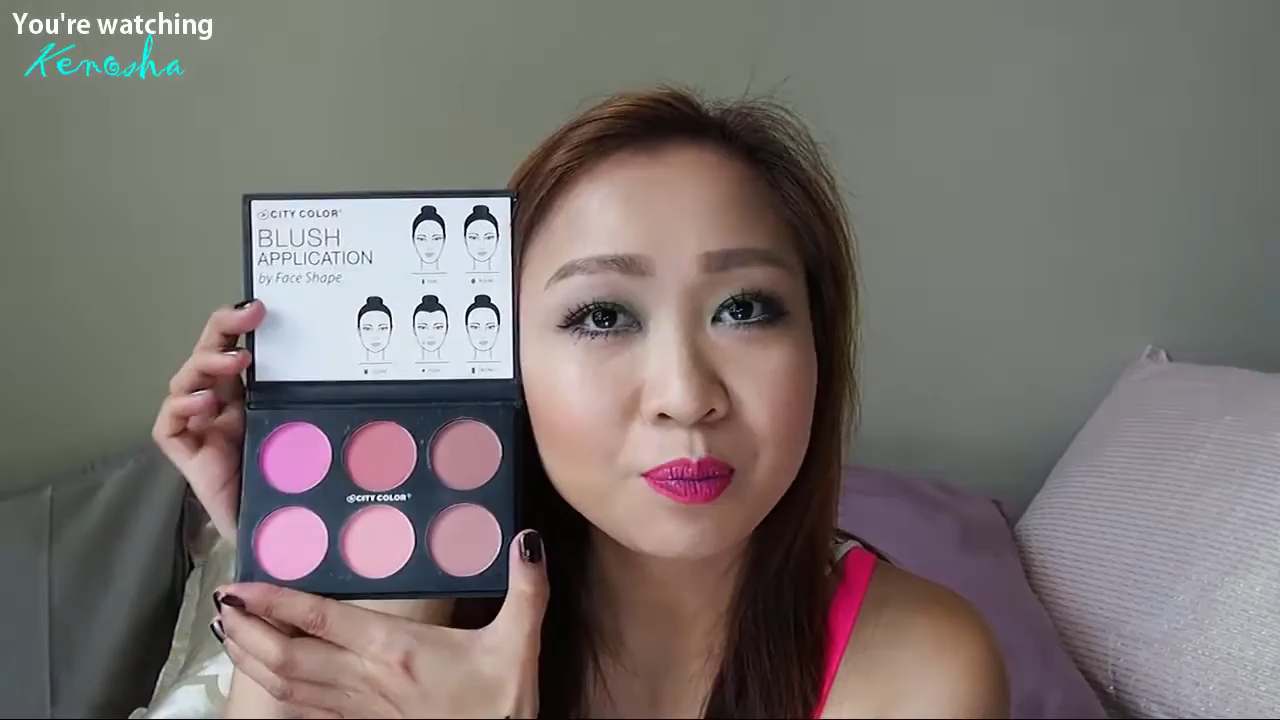 You're watching
Kenosha
CITY COLOR
BLUSH
APPLICATION
by Face Shape
CITY COLOR